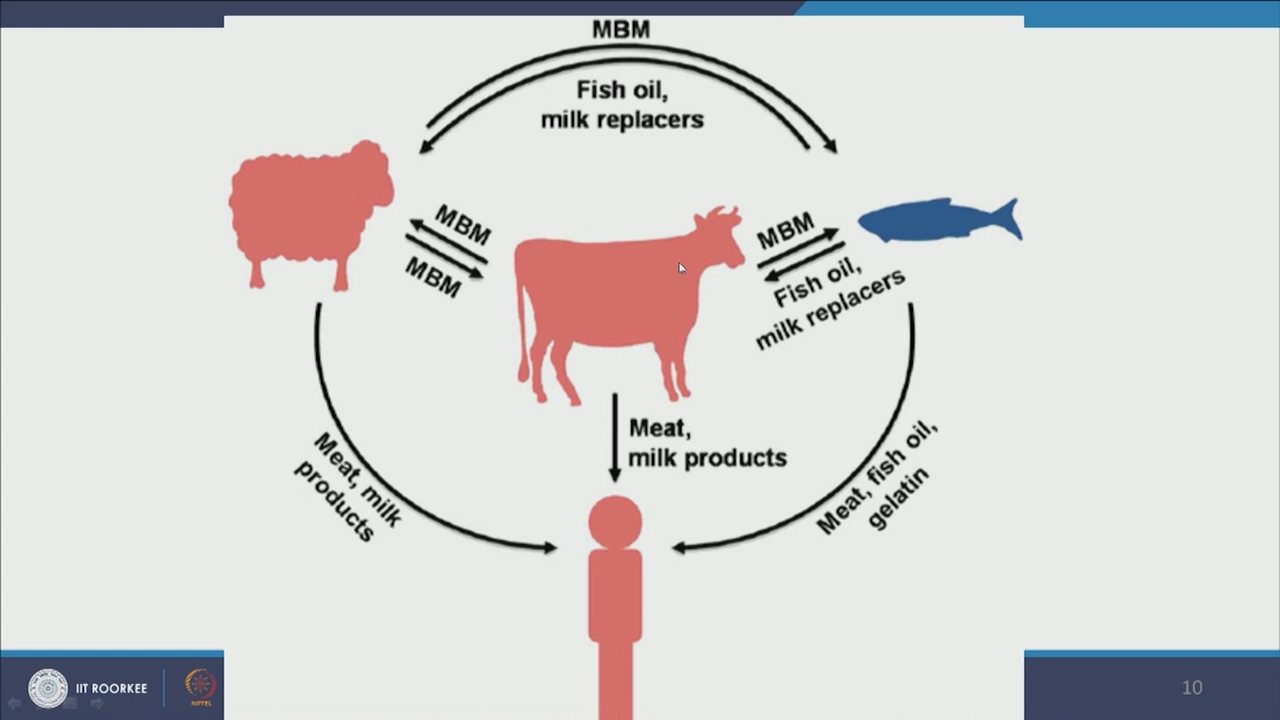 MBM
Fish oil,
milk replacers
MBM
MBM
MBM
Fish oil,
milk replacers
Meat,
milk products
Meat, milk
products
Meat, fish oil,
gelatin
IIT ROORKEE
NPTEL
10